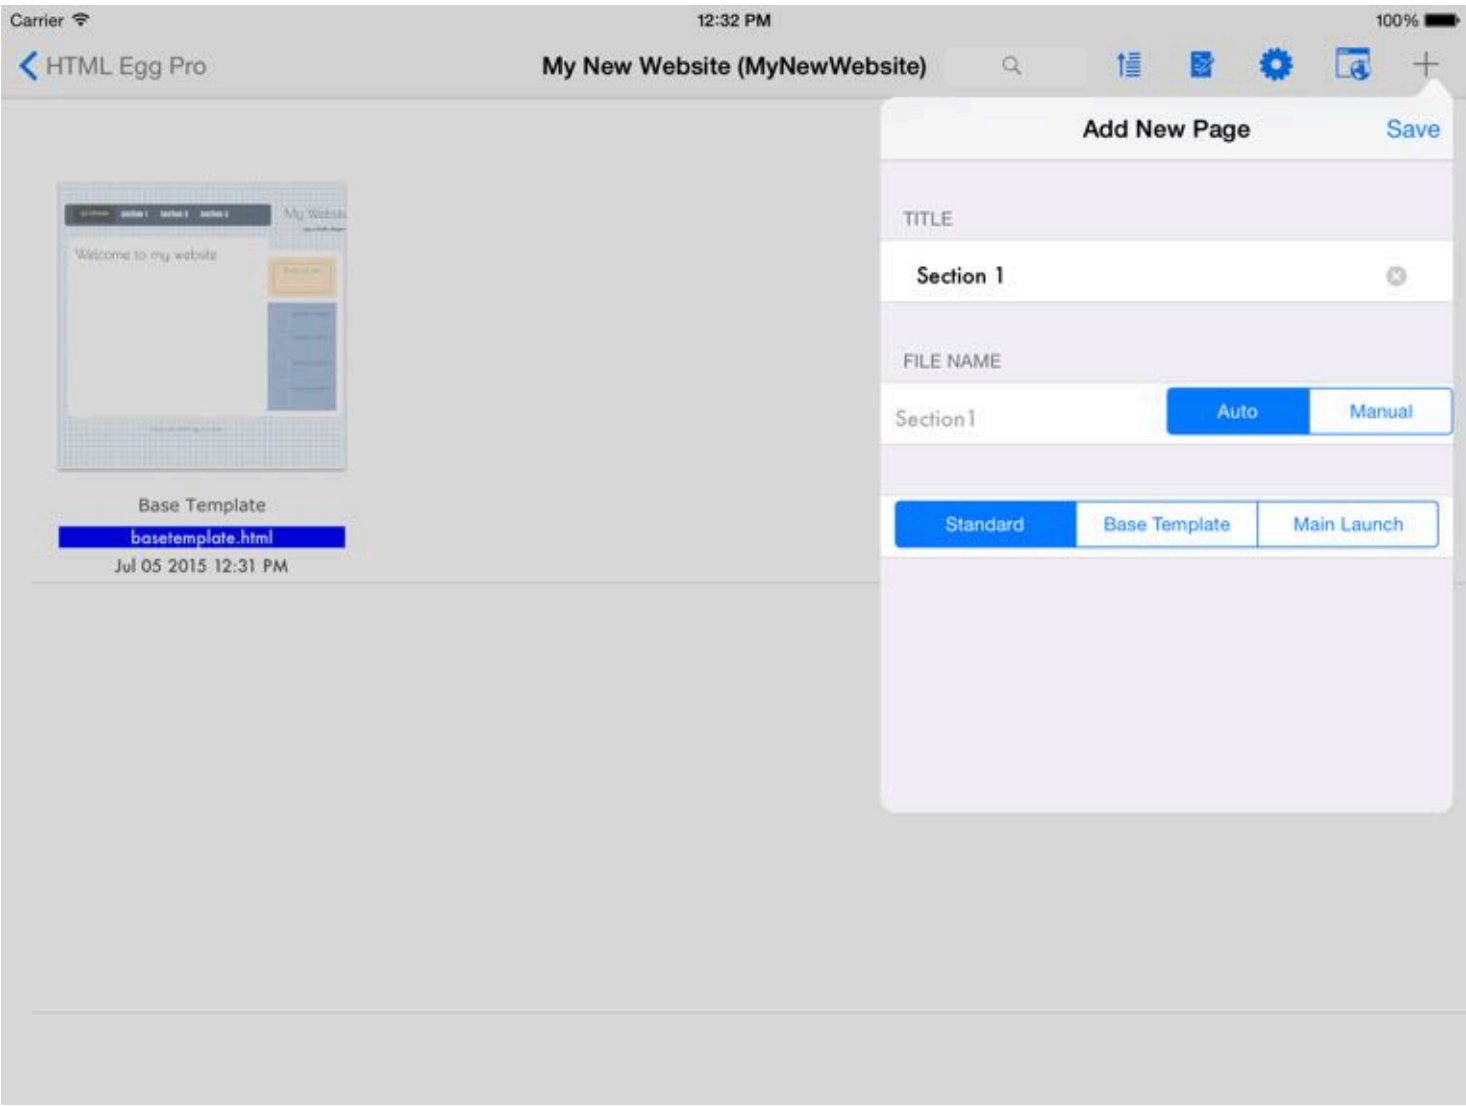 Carrier
12:32 PM
100%
HTML Egg Pro
My New Website (MyNewWebsite)
Add New Page
Save
TITLE
Section 1
FILE NAME
Section1
Auto
Manual
Standard
Base Template
Main Launch
My Website
Welcome to my website
Base Template
basetemplate.html
Jul 05 2015 12:31 PM